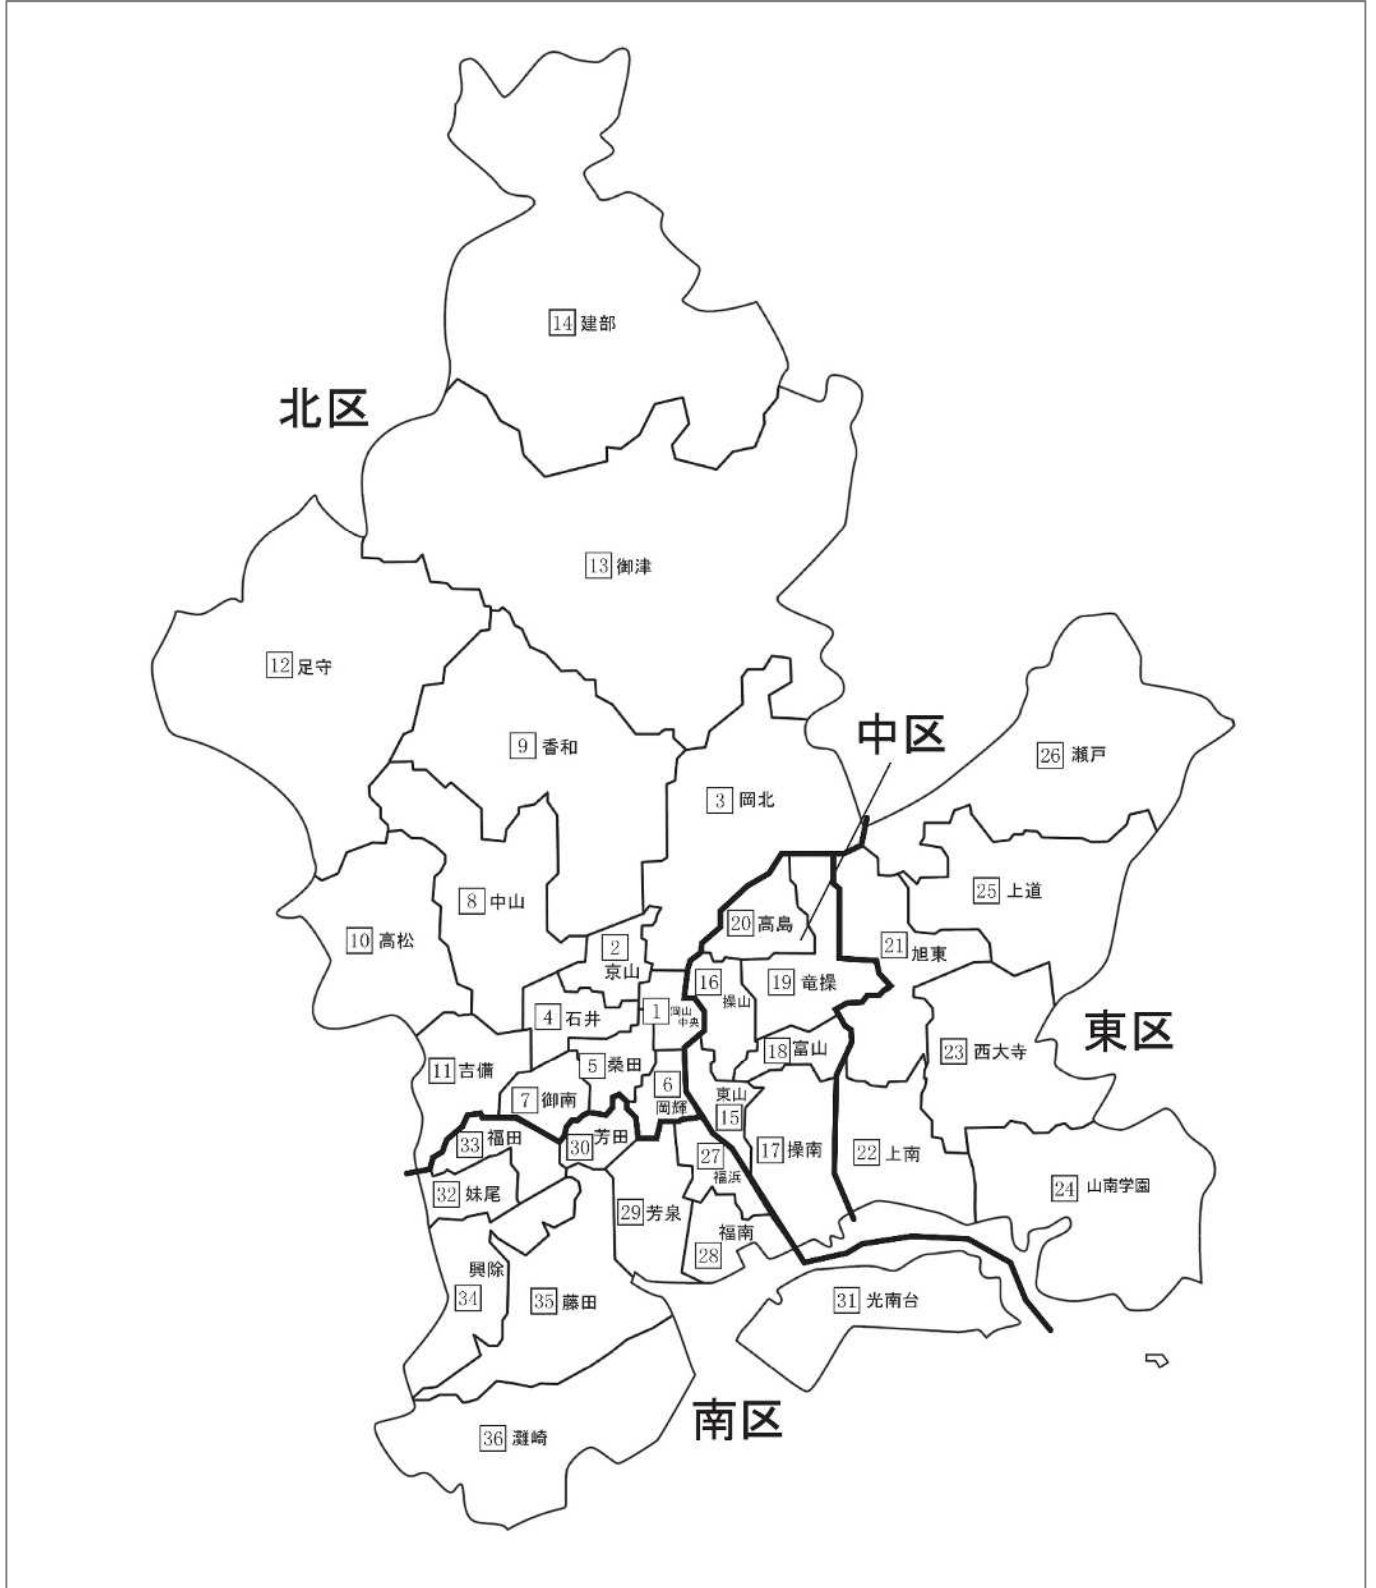 14 建部
北区
13 御津
12 足守
9 香和
中区
26 瀬戸
3 岡北
25 上道
8 中山
20 高島
10 高松
2
京山
21 旭東
16
操山
19 竜操
4 石井
1 岡山
中央
東区
18 富山
23 西大寺
11 吉備
5 桑田
6
岡輝
7 御南
東山
15
33 福田
30 芳田
17 操南
22 上南
27
福浜
32 妹尾
24 山南学園
29 芳泉
福南
28
興除
34
35 藤田
31 光南台
南区
36 灘崎